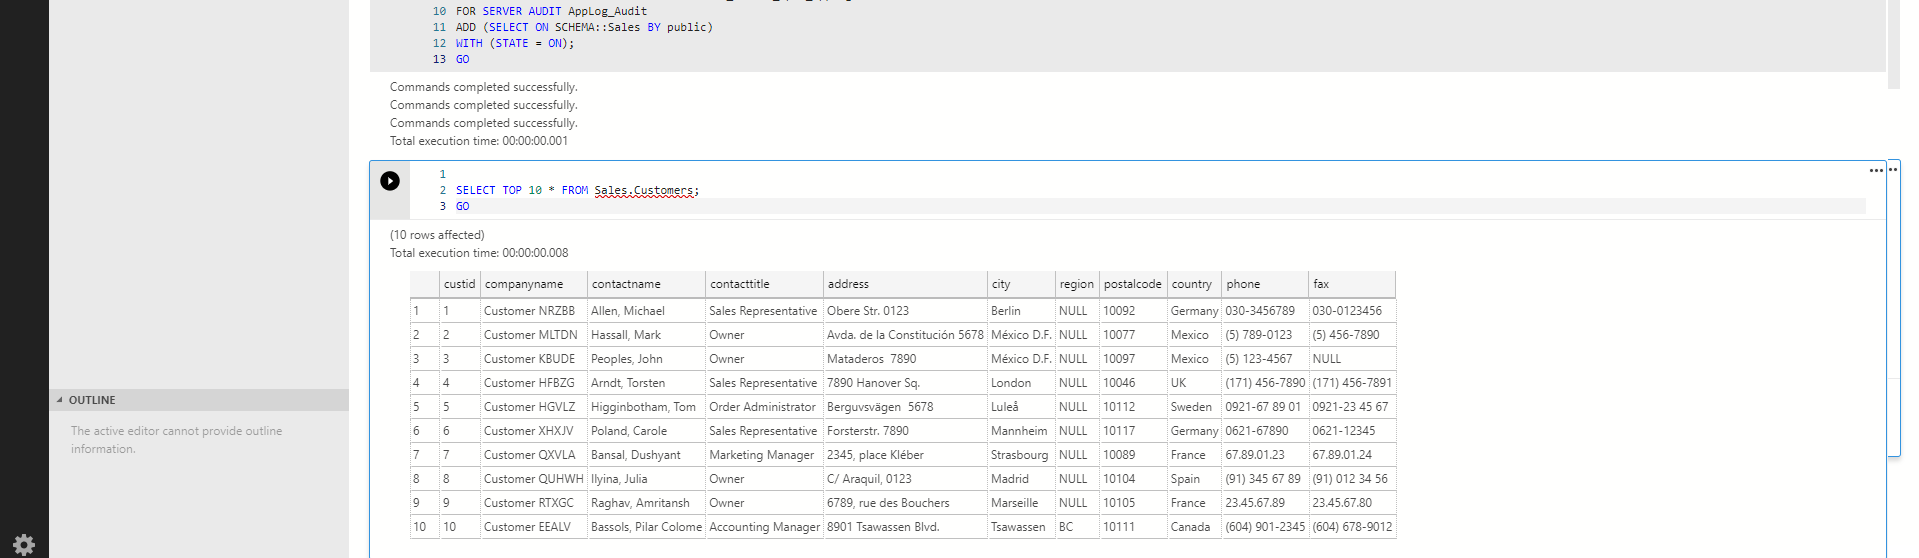 10 FOR SERVER AUDIT AppLog_Audit
11 ADD (SELECT ON SCHEMA::Sales BY public)
12 WITH (STATE = ON);
13 GO
Commands completed successfully.
Commands completed successfully.
Commands completed successfully.
Total execution time: 00:00:00.001
1
2 SELECT TOP 10 * FROM Sales.Customers;
3 GO
(10 rows affected)
Total execution time: 00:00:00.008
custid companyname contactname contacttitle address city region postalcode country phone fax
1 1 Customer NRZBB Allen, Michael Sales Representative Obere Str. 0123 Berlin NULL 10092 Germany 030-3456789 030-0123456
2 2 Customer MLTDN Hassall, Mark Owner Avda. de la Constitución 5678 México D.F. NULL 10077 Mexico (5) 789-0123 (5) 456-7890
3 3 Customer KBUDE Peoples, John Owner Mataderos  7890 México D.F. NULL 10097 Mexico (5) 123-4567 NULL
4 4 Customer HFBZG Arndt, Torsten Sales Representative 7890 Hanover Sq. London NULL 10046 UK (171) 456-7890 (171) 456-7891
5 5 Customer HGVLZ Higginbotham, Tom Order Administrator Berguvsvägen  5678 Luleå NULL 10112 Sweden 0921-67 89 01 0921-23 45 67
6 6 Customer XHXJV Poland, Carole Sales Representative Forsterstr. 7890 Mannheim NULL 10117 Germany 0621-67890 0621-12345
7 7 Customer QXVLA Bansal, Dushyant Marketing Manager 2345, place Kléber Strasbourg NULL 10089 France 67.89.01.23 67.89.01.24
8 8 Customer QUHWH Ilyina, Julia Owner C/ Araquil, 0123 Madrid NULL 10104 Spain (91) 345 67 89 (91) 012 34 56
9 9 Customer RTXGC Raghav, Amritansh Owner 6789, rue des Bouchers Marseille NULL 10105 France 23.45.67.89 23.45.67.80
10 10 Customer EEALV Bassols, Pilar Colome Accounting Manager 8901 Tsawassen Blvd. Tsawassen BC 10111 Canada (604) 901-2345 (604) 678-9012
OUTLINE
The active editor cannot provide outline
information.